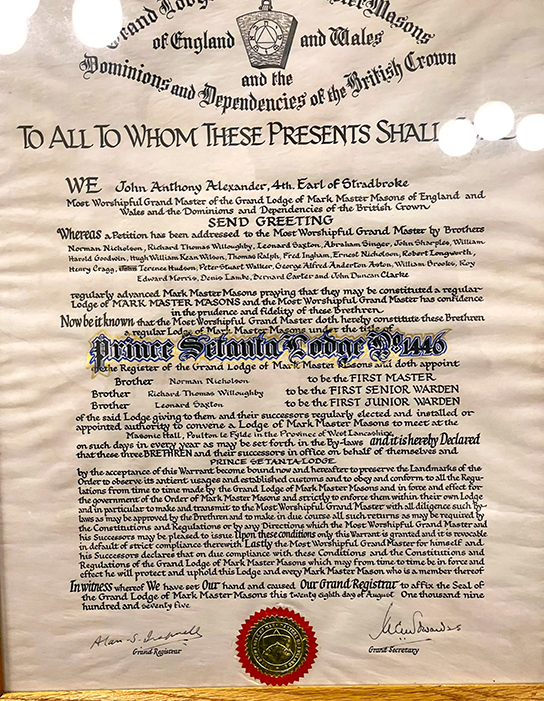 Grand Lodge Master Masons
of England and Wales
and the
Dominions and Dependencies of the British Crown
TO ALL TO WHOM THESE PRESENTS SHALL
WE John Anthony Alexander, 4th. Earl of Stradbroke
Most Worshipful Grand Master of the Grand Lodge of Mark Master Masons of England and
Wales and the Dominions and Dependencies of the British Crown
SEND GREETING
Whereas a Petition has been addressed to the Most Worshipful Grand Master by Brothers
Norman Nicholson, Richard Thomas Willoughby, Leonard Saxton, Abraham Singer, John Sharples, William
Harold Goodwin, Hugh William Kean Wilson, Thomas Ralph, Fred Ingham, Ernest Nicholson, Robert Longworth,
Henry Cragg, Terence Hudson, Peter Stuart Walker, George Alfred Anderton Aston, William Brooks, Roy
Edward Morris, Denis Lande, Bernard Carter and John Duncan Clarke
regularly advanced Mark Master Masons praying that they may be constituted a regular
Lodge of MARK MASTER MASONS and the Most Worshipful Grand Master has confidence
in the prudence and fidelity of these Brethren
Now be it known that the Most Worshipful Grand Master doth hereby constitute these Brethren
a regular Lodge of Mark Master Masons under the title of
Prince Setanta Lodge No. 1446
the Register of the Grand Lodge of Mark Master Masons and doth appoint
Brother Norman Nicholson to be the FIRST MASTER
Brother Richard Thomas Willoughby to be the FIRST SENIOR WARDEN
Brother Leonard Saxton to be the FIRST JUNIOR WARDEN
of the said Lodge giving to them and their successors regularly elected and installed or
appointed authority to convene a Lodge of Mark Master Masons to meet at the
Masonic Hall, Poulton le Fylde in the Province of West Lancashire
on such days in every year as may be set forth in the By-laws and it is hereby Declared
that these three BRETHREN and their successors in office on behalf of themselves and
PRINCE SETANTA LODGE
by the acceptance of this Warrant become bound now and hereafter to preserve the Landmarks of the
Order to observe its antient usages and established customs and to obey and conform to all the Regu-
lations from time to time made by the Grand Lodge of Mark Master Masons and in force and effect for
the government of the Order of Mark Master Masons and strictly to enforce them within their own Lodge
and in particular to make and transmit to the Most Worshipful Grand Master with all diligence such By-
laws as may be approved by the Brethren and to make in due course all such returns as may be required by
the Constitutions and Regulations or by any Directions which the Most Worshipful Grand Master and
his Successors may be pleased to issue Upon these conditions only this Warrant is granted and it is revocable
in default of strict compliance therewith Lastly the Most Worshipful Grand Master for himself and
his Successors declares that on due compliance with these Conditions and the Constitutions and
Regulations of the Grand Lodge of Mark Master Masons which may from time to time be in force and
effect he will protect and uphold this Lodge and every Mark Master Mason who is a member thereof
In witness whereof We have set Our hand and caused Our Grand Registrar to affix the Seal of
the Grand Lodge of Mark Master Masons this twenty eighth day of August One thousand nine
hundred and seventy five
Grand Registrar
Grand Secretary